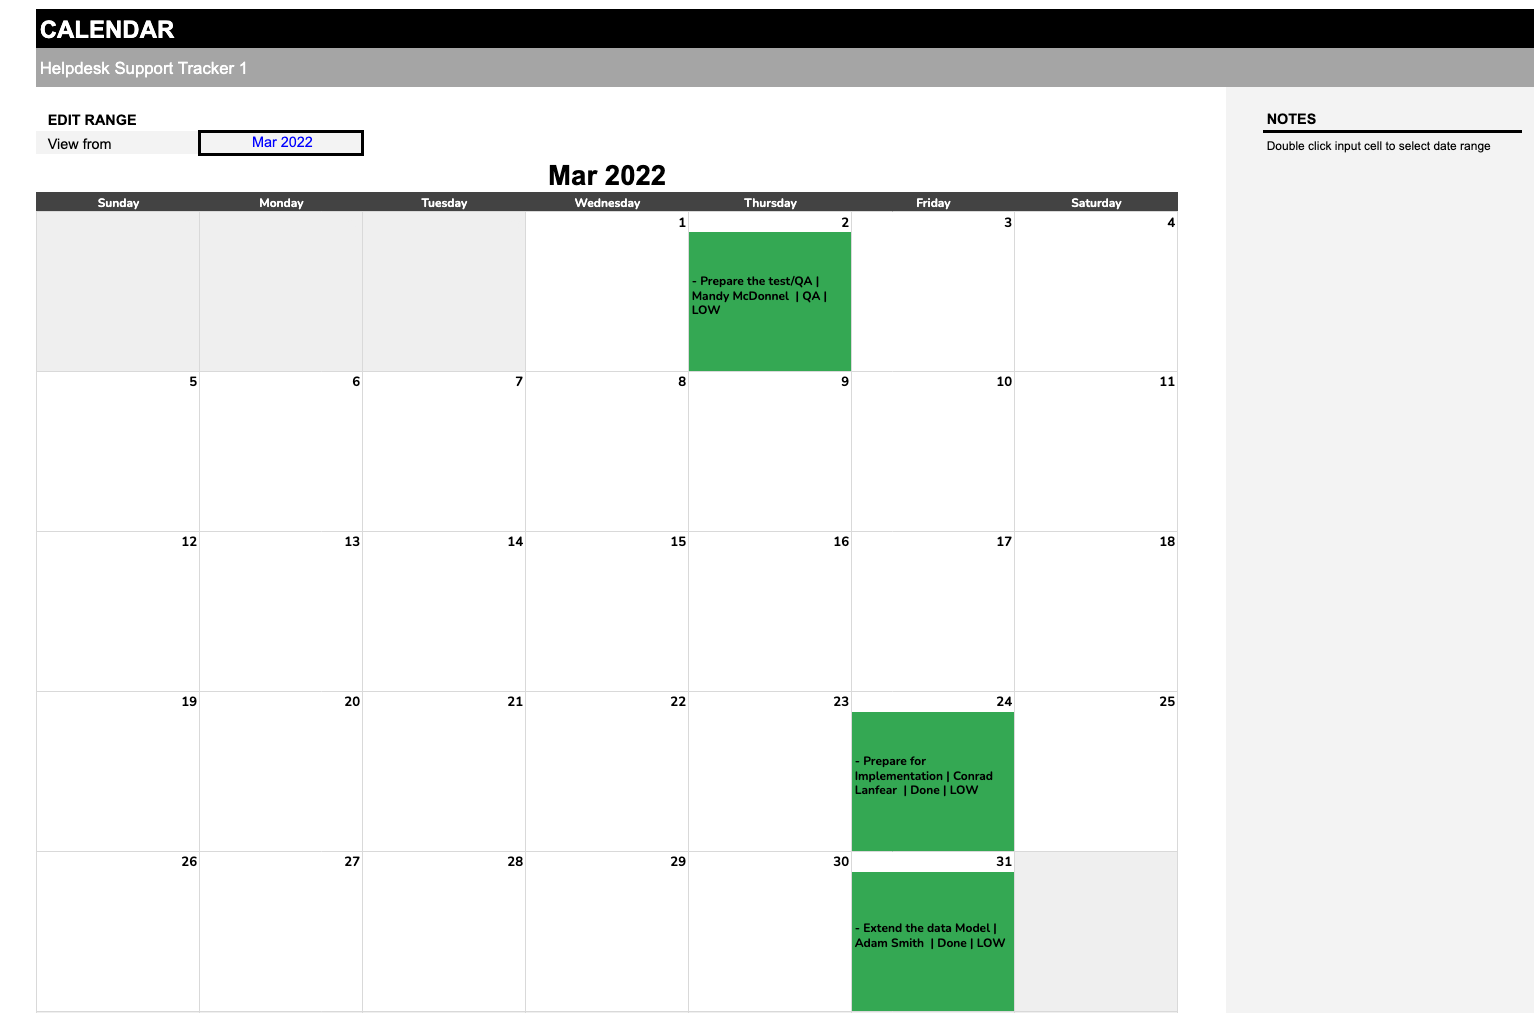 CALENDAR
Helpdesk Support Tracker 1
EDIT RANGE
View from Mar 2022
NOTES
Double click input cell to select date range
Mar 2022
Sunday Monday Tuesday Wednesday Thursday Friday Saturday
1 2 3 4
- Prepare the test/QA |
Mandy McDonnel | QA |
LOW
5 6 7 8 9 10 11
12 13 14 15 16 17 18
19 20 21 22 23 24 25
- Prepare for
Implementation | Conrad
Lanfear | Done | LOW
26 27 28 29 30 31
- Extend the data Model |
Adam Smith | Done | LOW